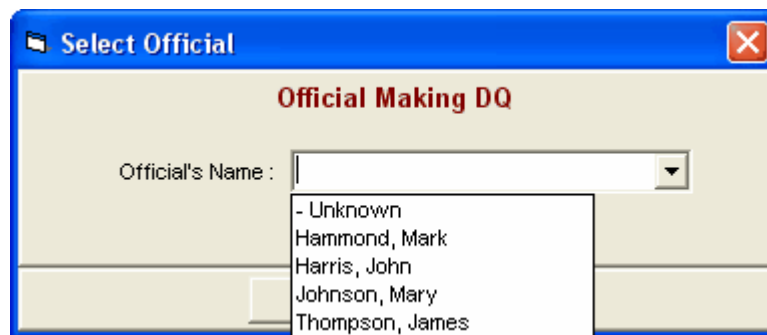 Select Official
Official Making DQ
Official's Name :
- Unknown
Hammond, Mark
Harris, John
Johnson, Mary
Thompson, James